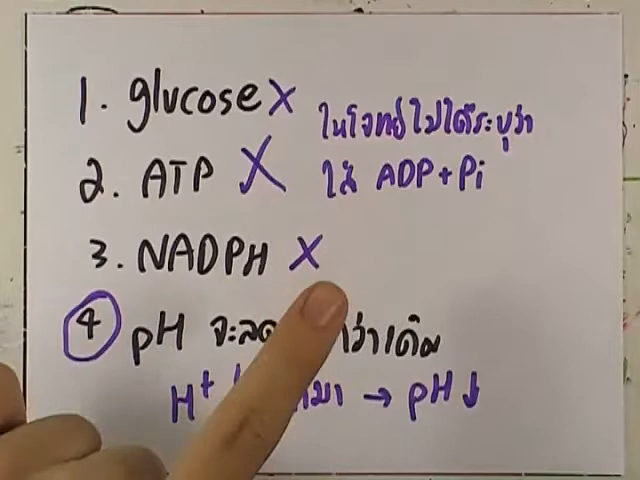 1. glucose X
ในโจทย์ไม่ได้ระบุว่า
2. ATP X
ใส่ ADP + Pi
3. NADPH X
4 pH จะลด กว่าเดิม
H⁺ มา → pH ↓